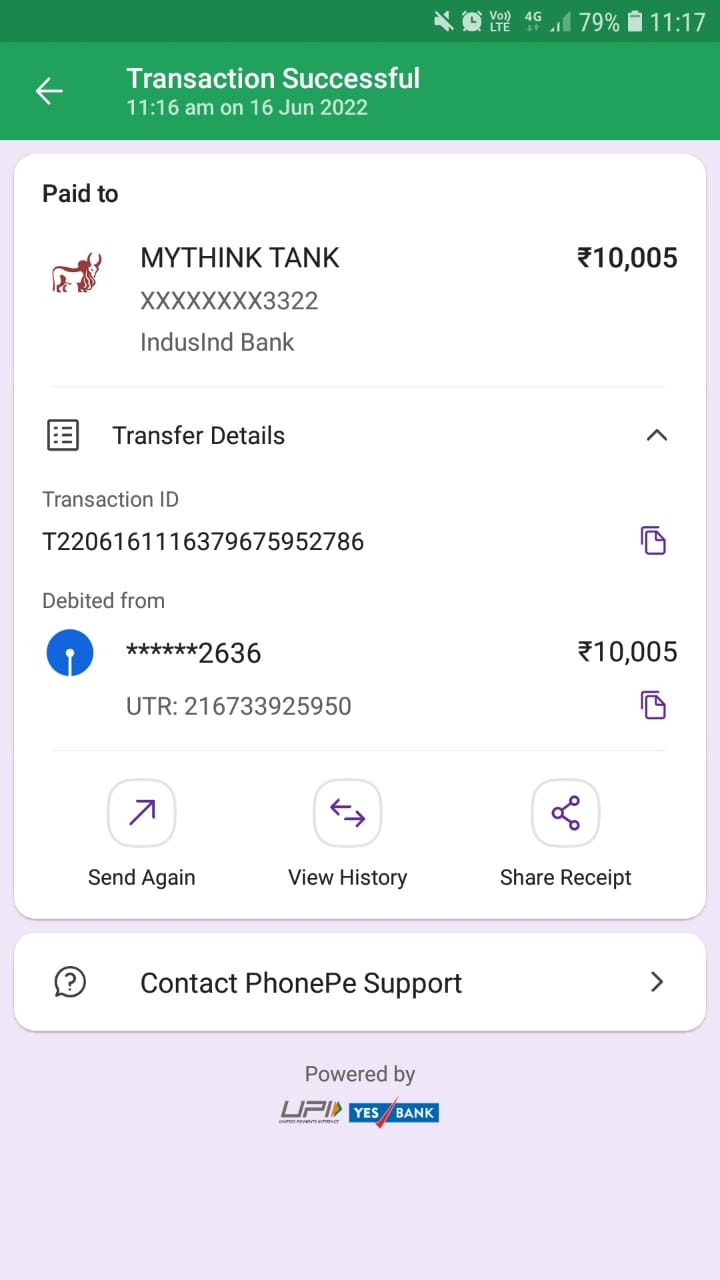 Vo))
LTE
4G
79%
11:17
Transaction Successful
11:16 am on 16 Jun 2022
Paid to
MYTHINK TANK
₹10,005
XXXXXXXX3322
IndusInd Bank
Transfer Details
Transaction ID
T2206161116379675952786
Debited from
******2636
₹10,005
UTR: 216733925950
Send Again
View History
Share Receipt
Contact PhonePe Support
Powered by
UPI
UNIFIED PAYMENTS INTERFACE
YES BANK